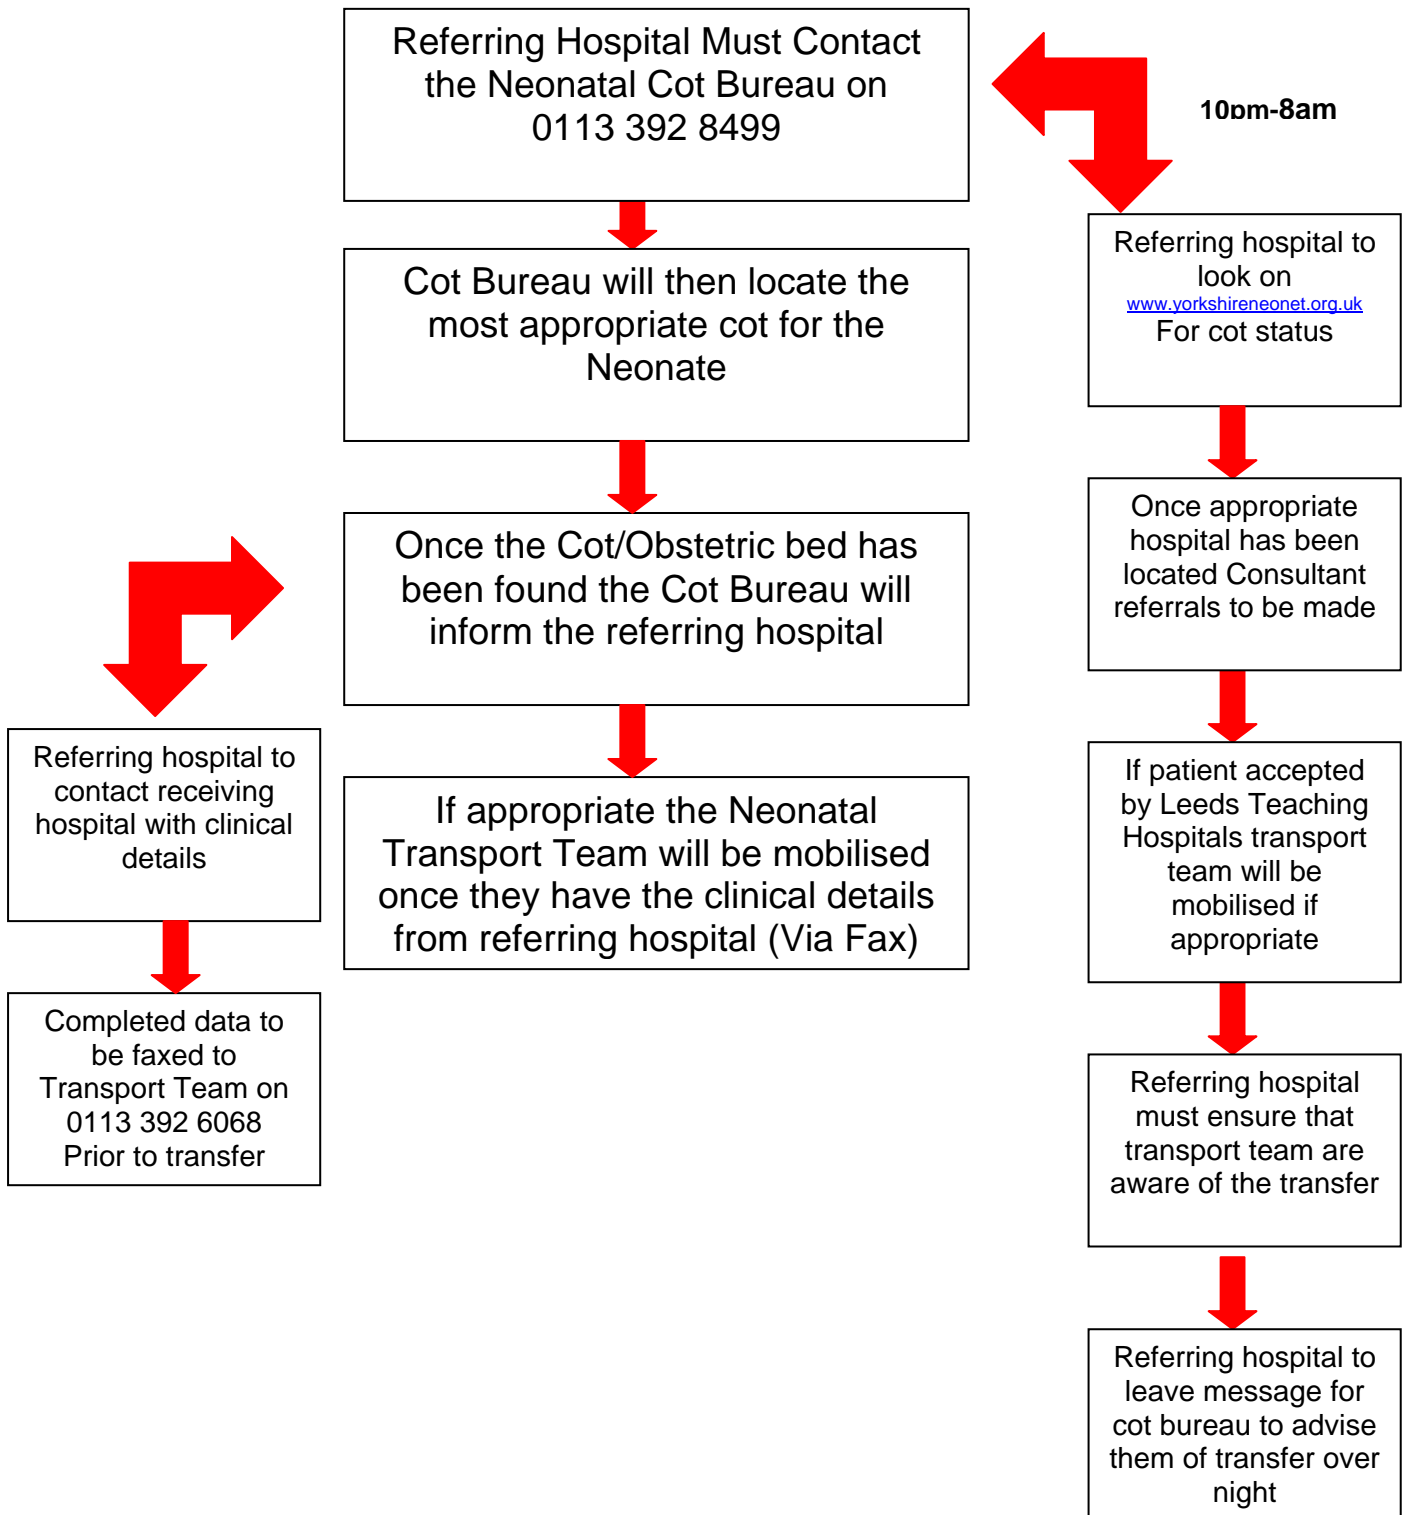 Referring Hospital Must Contact
the Neonatal Cot Bureau on
0113 392 8499
10pm-8am
Cot Bureau will then locate the
most appropriate cot for the
Neonate
Once the Cot/Obstetric bed has
been found the Cot Bureau will
inform the referring hospital
If appropriate the Neonatal
Transport Team will be mobilised
once they have the clinical details
from referring hospital (Via Fax)
Referring hospital to
contact receiving
hospital with clinical
details
Completed data to
be faxed to
Transport Team on
0113 392 6068
Prior to transfer
Referring hospital to
look on
www.yorkshireneonet.org.uk
For cot status
Once appropriate
hospital has been
located Consultant
referrals to be made
If patient accepted
by Leeds Teaching
Hospitals transport
team will be
mobilised if
appropriate
Referring hospital
must ensure that
transport team are
aware of the transfer
Referring hospital to
leave message for
cot bureau to advise
them of transfer over
night